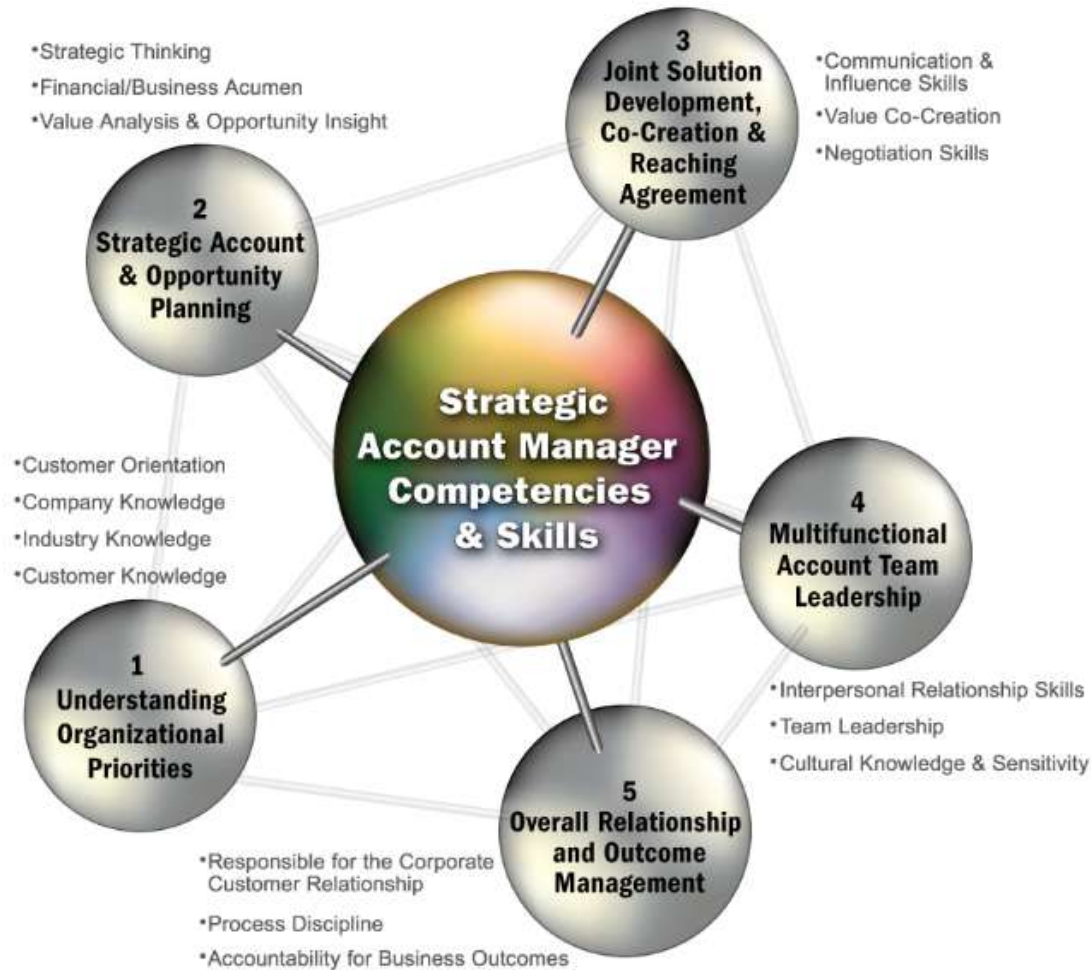 •Strategic Thinking
•Financial/Business Acumen
•Value Analysis & Opportunity Insight
3
Joint Solution
Development,
Co-Creation &
Reaching
Agreement
•Communication &
Influence Skills
•Value Co-Creation
•Negotiation Skills
2
Strategic Account
& Opportunity
Planning
Strategic
Account Manager
Competencies
& Skills
•Customer Orientation
•Company Knowledge
•Industry Knowledge
•Customer Knowledge
4
Multifunctional
Account Team
Leadership
1
Understanding
Organizational
Priorities
•Interpersonal Relationship Skills
•Team Leadership
•Cultural Knowledge & Sensitivity
5
Overall Relationship
and Outcome
Management
•Responsible for the Corporate
Customer Relationship
•Process Discipline
•Accountability for Business Outcomes